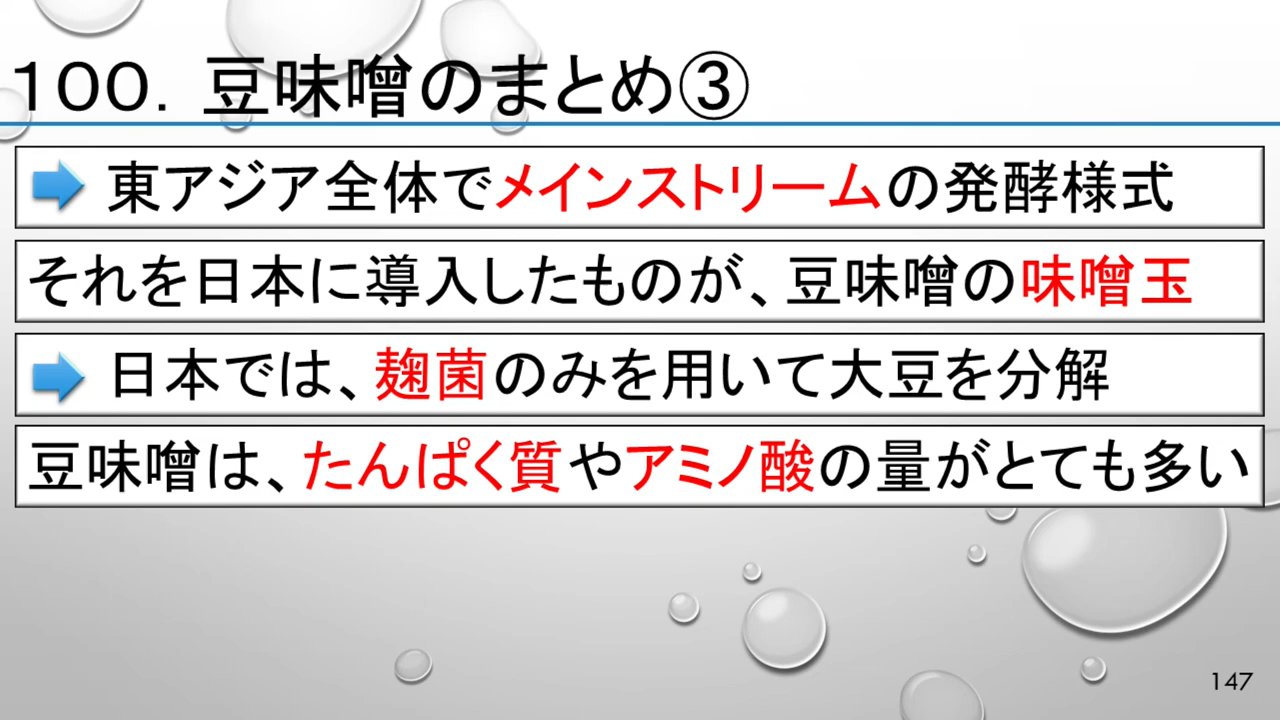 100. 豆味噌のまとめ③
東アジア全体でメインストリームの発酵様式
それを日本に導入したものが、豆味噌の味噌玉
日本では、麹菌のみを用いて大豆を分解
豆味噌は、たんぱく質やアミノ酸の量がとても多い
147